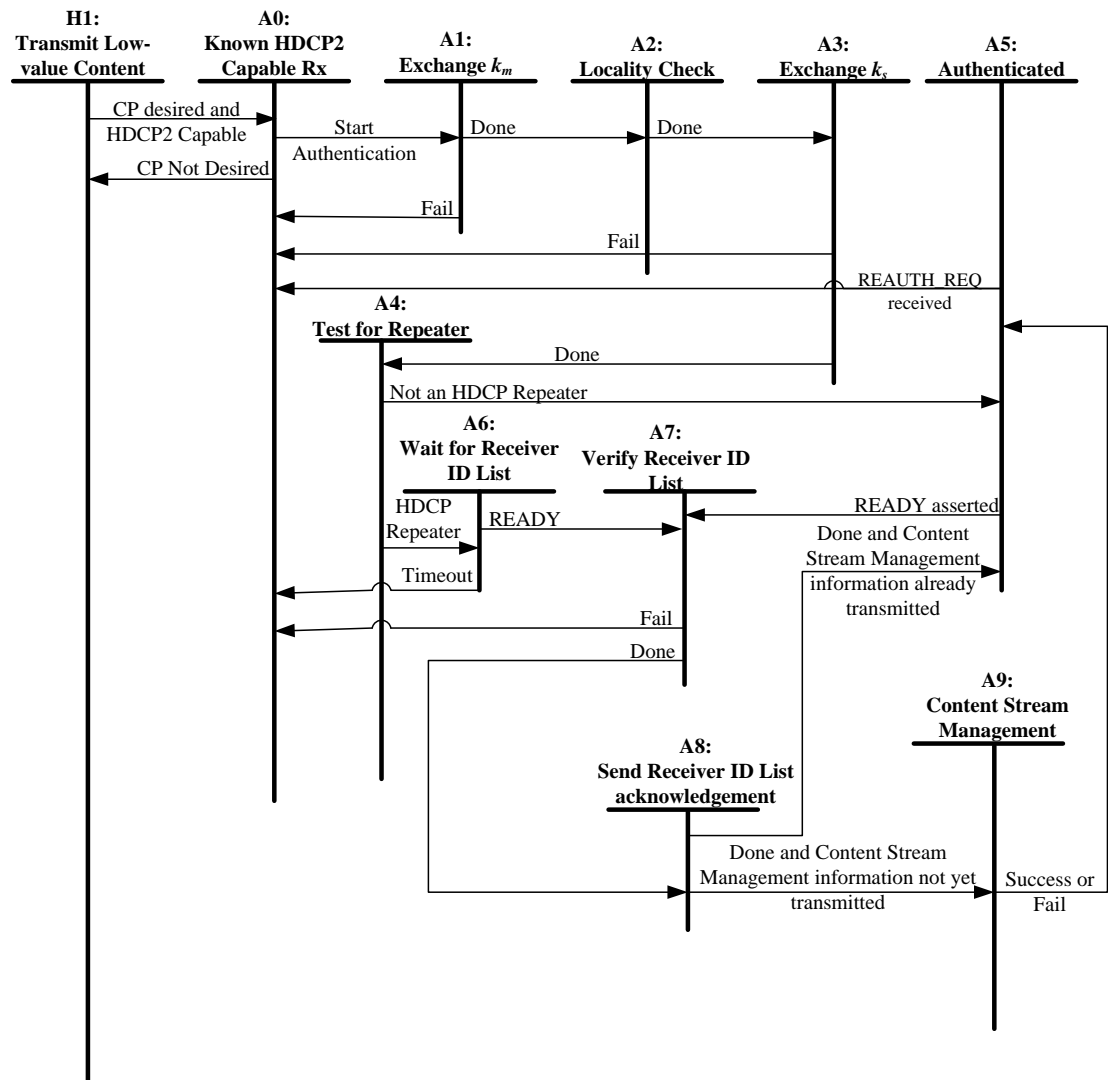 H1:
Transmit Low-
value Content
A0:
Known HDCP2
Capable Rx
A1:
Exchange km
A2:
Locality Check
A3:
Exchange ks
A5:
Authenticated
CP desired and
HDCP2 Capable
Start
Authentication
Done
Done
CP Not Desired
Fail
Fail
REAUTH_REQ
received
A4:
Test for Repeater
Done
Not an HDCP Repeater
A6:
Wait for Receiver
ID List
A7:
Verify Receiver ID
List
HDCP
Repeater
READY
READY asserted
Done and Content
Stream Management
information already
transmitted
Timeout
Fail
Done
A9:
Content Stream
Management
A8:
Send Receiver ID List
acknowledgement
Done and Content Stream
Management information not yet
transmitted
Success or
Fail